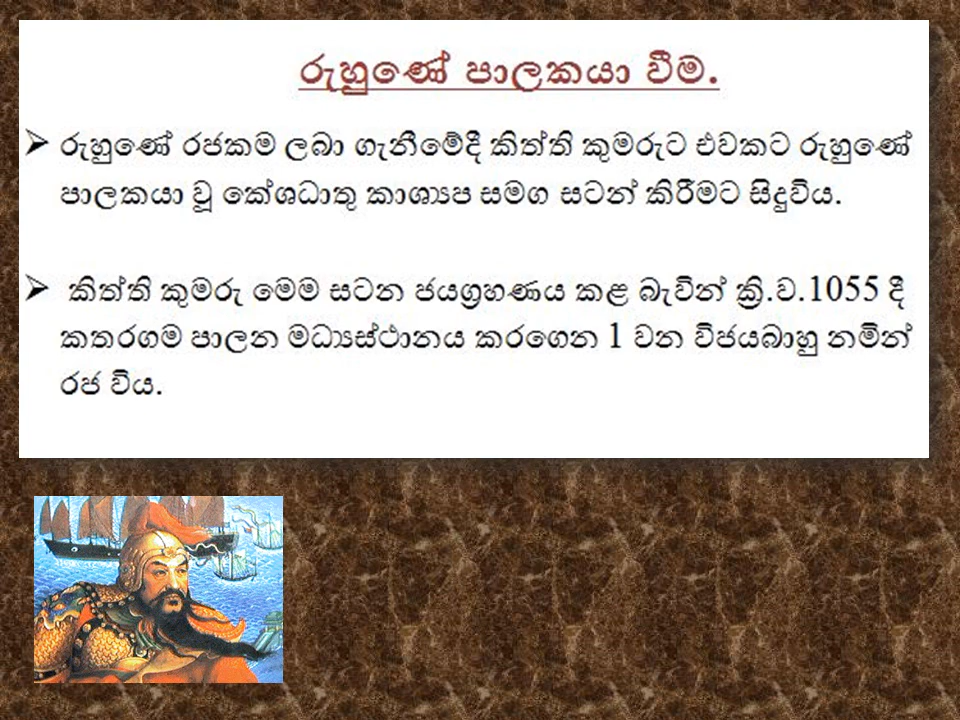 රුහුණේ පාලකයා වීම.
➢ රුහුණේ රජකම ලබා ගැනීමේදී කිත්ති කුමරුට එවකට රුහුණේ
පාලකයා වූ කේශධාතු කාශ්‍යප සමග සටන් කිරීමට සිදුවිය.
➢ කිත්ති කුමරු මෙම සටන ජයග්‍රහණය කළ බැවින් ක්‍රි.ව.1055 දී
කතරගම පාලන මධ්‍යස්ථානය කරගෙන 1 වන විජයබාහු නමින්
රජ විය.